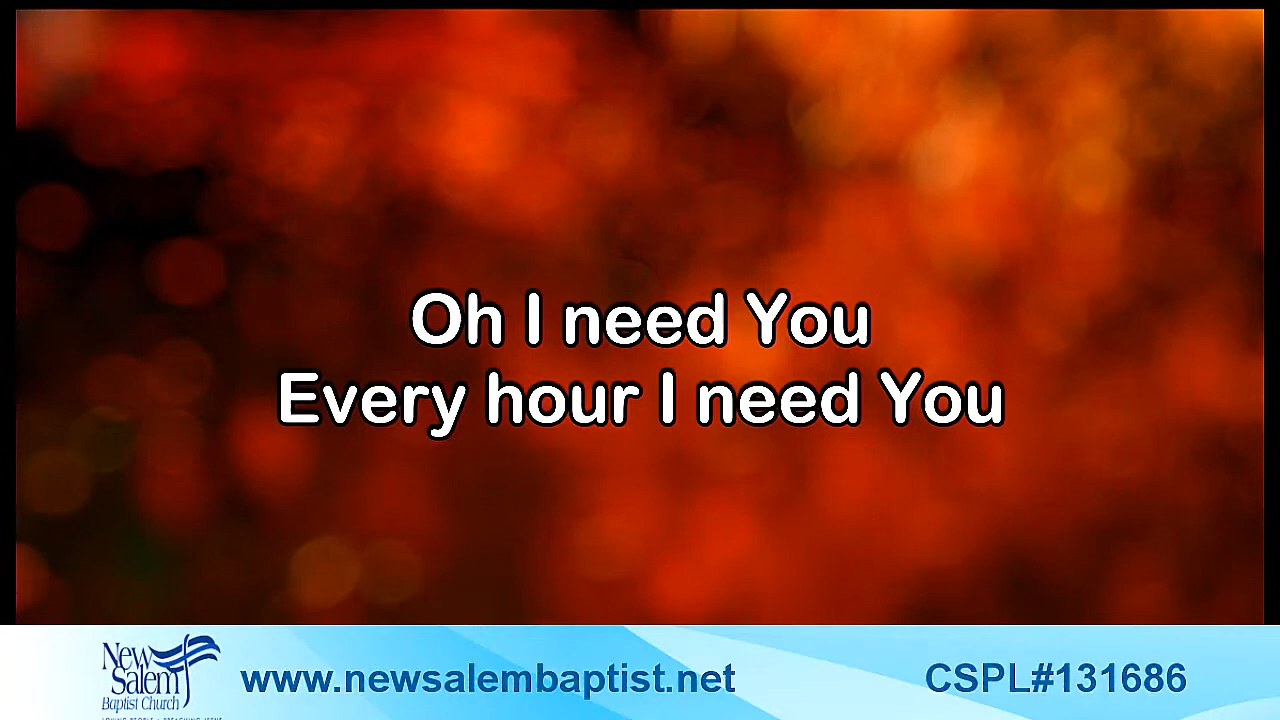 Oh I need You
Every hour I need You
New
Salem
Baptist Church
www.newsalembaptist.net
CSPL#131686